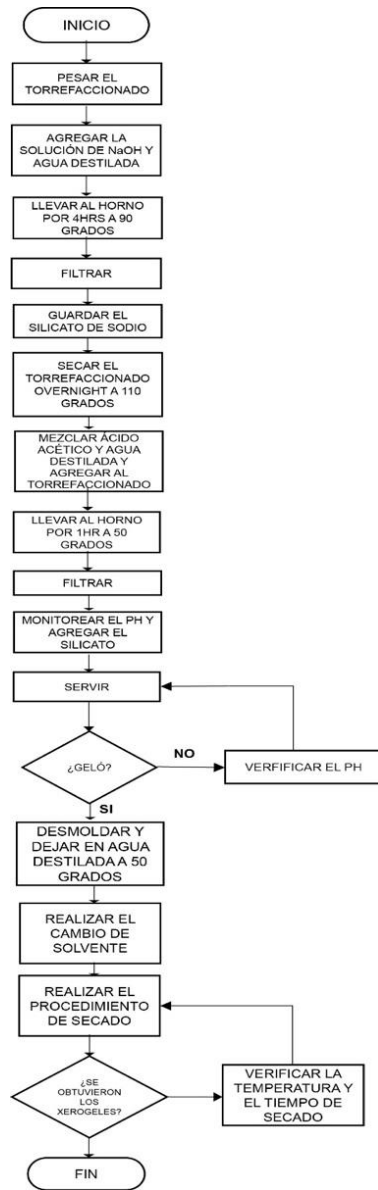 INICIO
PESAR EL
TORREFACCIONADO
AGREGAR LA
SOLUCIÓN DE NaOH Y
AGUA DESTILADA
LLEVAR AL HORNO
POR 4HRS A 90
GRADOS
FILTRAR
GUARDAR EL
SILICATO DE SODIO
SECAR EL
TORREFACCIONADO
OVERNIGHT A 110
GRADOS
MEZCLAR ÁCIDO
ACÉTICO Y AGUA
DESTILADA Y
AGREGAR AL
TORREFACCIONADO
LLEVAR AL HORNO
POR 1HR A 50
GRADOS
FILTRAR
MONITOREAR EL PH Y
AGREGAR EL
SILICATO
SERVIR
¿GELÓ?
NO
VERFIFICAR EL PH
SI
DESMOLDAR Y
DEJAR EN AGUA
DESTILADA A 50
GRADOS
REALIZAR EL
CAMBIO DE
SOLVENTE
REALIZAR EL
PROCEDIMIENTO
DE SECADO
¿SE
OBTUVIERON
LOS
XEROGELES?
VERIFICAR LA
TEMPERATURA Y
EL TIEMPO DE
SECADO
FIN